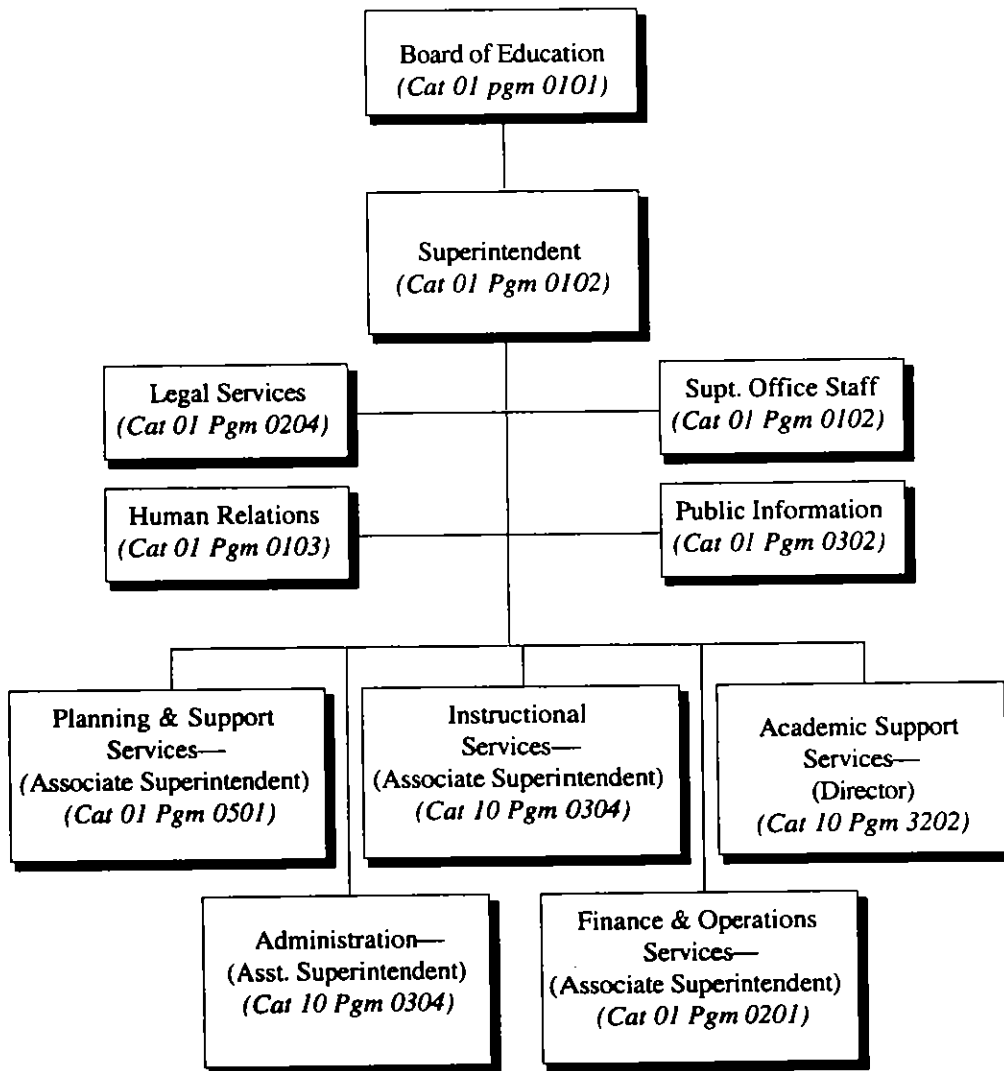 Board of Education
(Cat 01 pgm 0101)
Superintendent
(Cat 01 Pgm 0102)
Legal Services
(Cat 01 Pgm 0204)
Supt. Office Staff
(Cat 01 Pgm 0102)
Human Relations
(Cat 01 Pgm 0103)
Public Information
(Cat 01 Pgm 0302)
Planning & Support
Services—
(Associate Superintendent)
(Cat 01 Pgm 0501)
Instructional
Services—
(Associate Superintendent)
(Cat 10 Pgm 0304)
Academic Support
Services—
(Director)
(Cat 10 Pgm 3202)
Administration—
(Asst. Superintendent)
(Cat 10 Pgm 0304)
Finance & Operations
Services—
(Associate Superintendent)
(Cat 01 Pgm 0201)